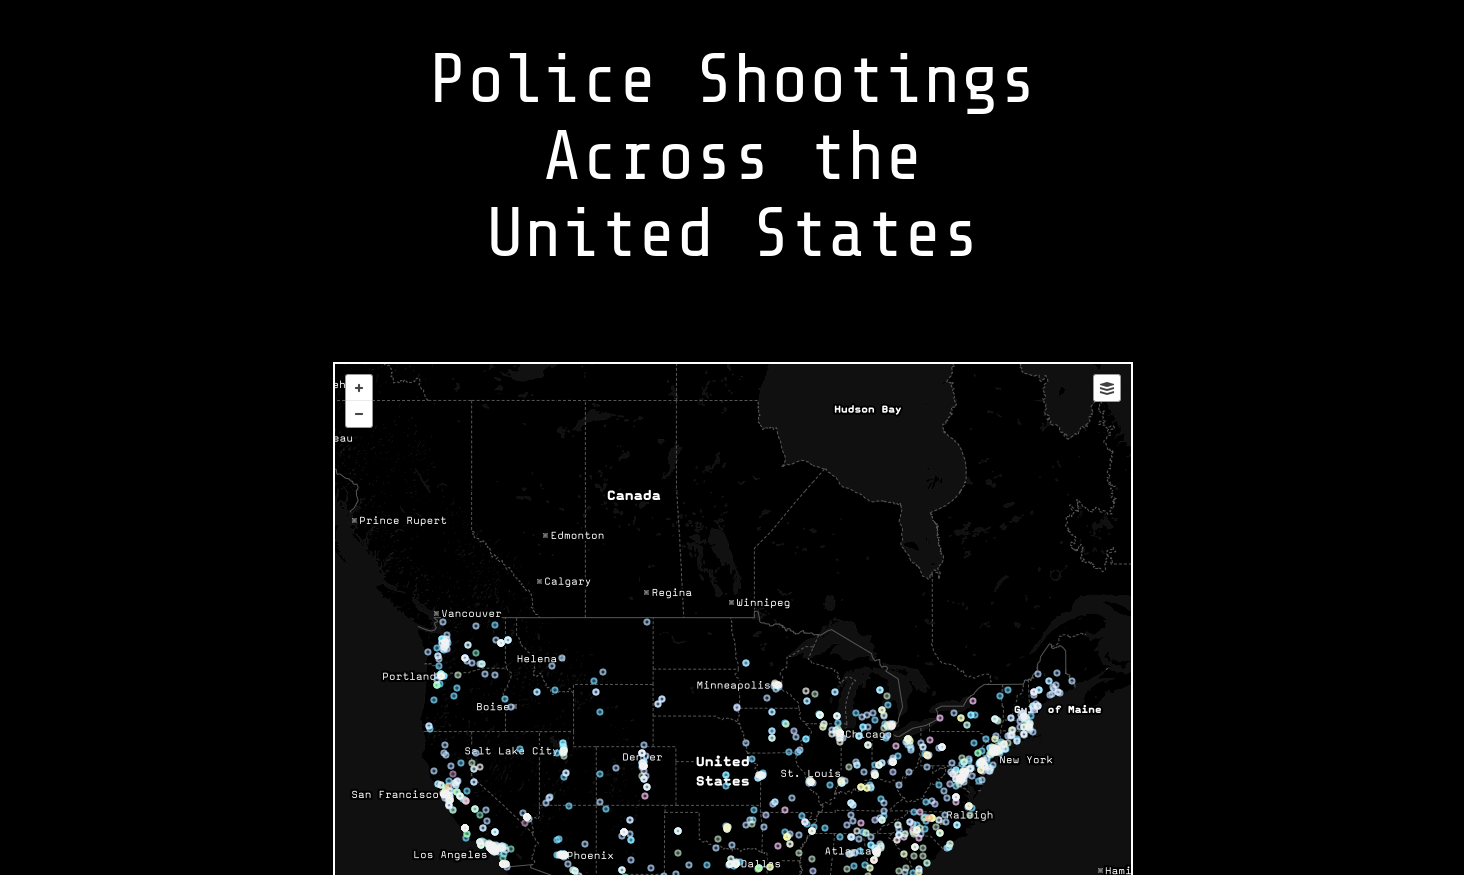 Police Shootings
Across the
United States
+
−
Hudson Bay
eau
Canada
Prince Rupert
Edmonton
Calgary
Regina
Winnipeg
Vancouver
Helena
Portland
Minneapolis
Boise
Gulf of Maine
Chicago
Salt Lake City
Denver
United
States
New York
St. Louis
San Francisco
Raleigh
Los Angeles
Phoenix
Atlanta
Dallas
Hami